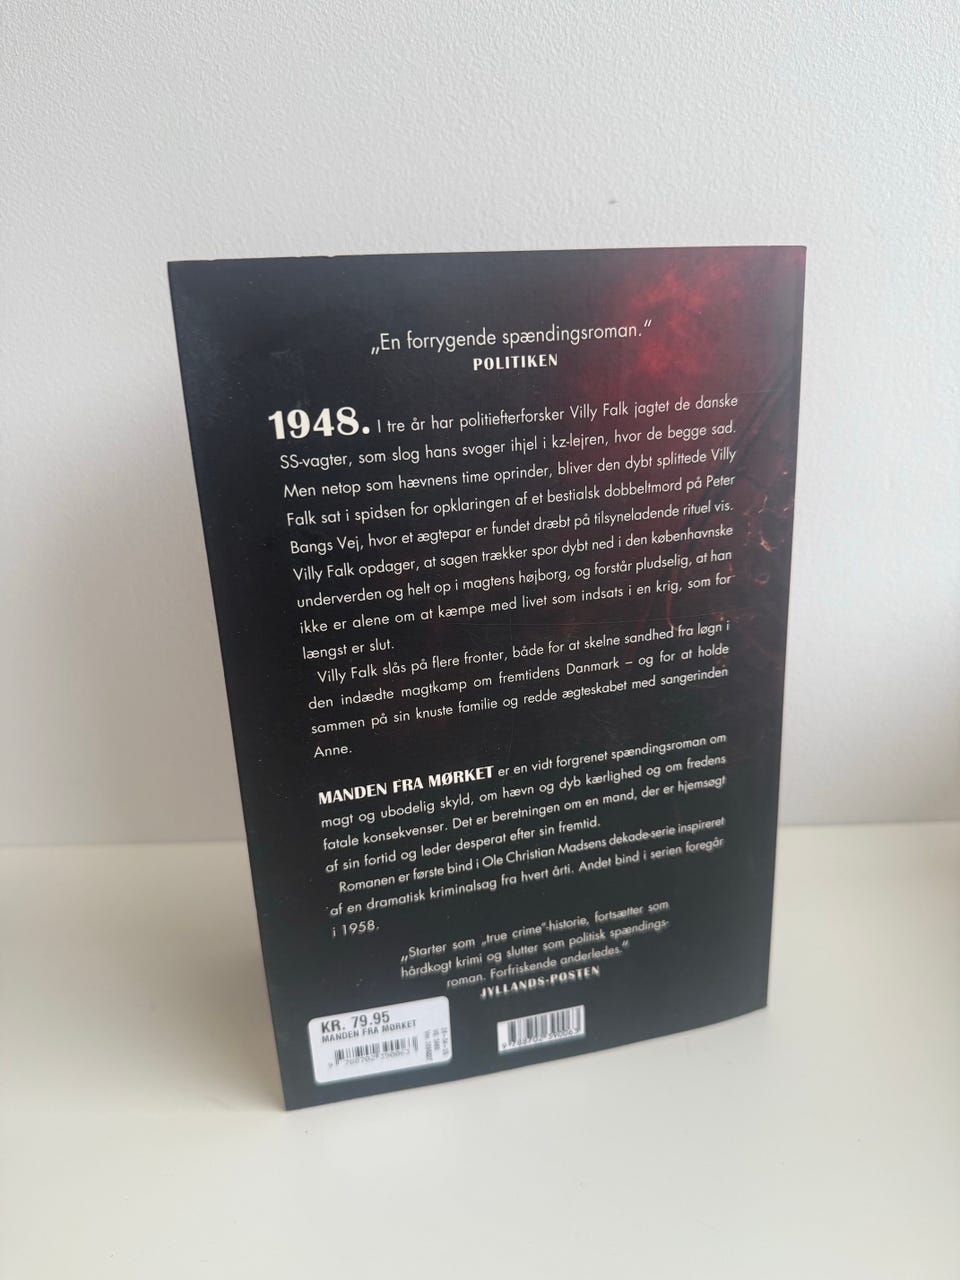 „En forrygende spændingsroman.“
POLITIKEN
1948. I tre år har politiefterforsker Villy Falk jagtet de danske
SS-vagter, som slog hans svoger ihjel i kz-lejren, hvor de begge sad.
Men netop som hævnens time oprinder, bliver den dybt splittede Villy
Falk sat i spidsen for opklaringen af et bestialsk dobbeltmord på Peter
Bangs Vej, hvor et ægtepar er fundet dræbt på tilsyneladende rituel vis.
Villy Falk opdager, at sagen trækker spor dybt ned i den københavnske
underverden og helt op i magtens højborg, og forstår pludselig, at han
ikke er alene om at kæmpe med livet som indsats i en krig, som for
længst er slut.
Villy Falk slås på flere fronter, både for at skelne sandhed fra løgn i
den indædte magtkamp om fremtidens Danmark – og for at holde
sammen på sin knuste familie og redde ægteskabet med sangerinden
Anne.
MANDEN FRA MØRKET er en vidt forgrenet spændingsroman om
magt og ubodelig skyld, om hævn og dyb kærlighed og om fredens
fatale konsekvenser. Det er beretningen om en mand, der er hjemsøgt
af sin fortid og leder desperat efter sin fremtid.
Romanen er første bind i Ole Christian Madsens dekade-serie inspireret
af en dramatisk kriminalsag fra hvert årti. Andet bind i serien foregår
i 1958.
„Starter som „true crime“-historie, fortsætter som
hårdkogt krimi og slutter som politisk spændings-
roman. Forfriskende anderledes.“
JYLLANDS-POSTEN
KR. 79.95
MANDEN FRA MØRKET
9 788702 390063
9 788702 390063